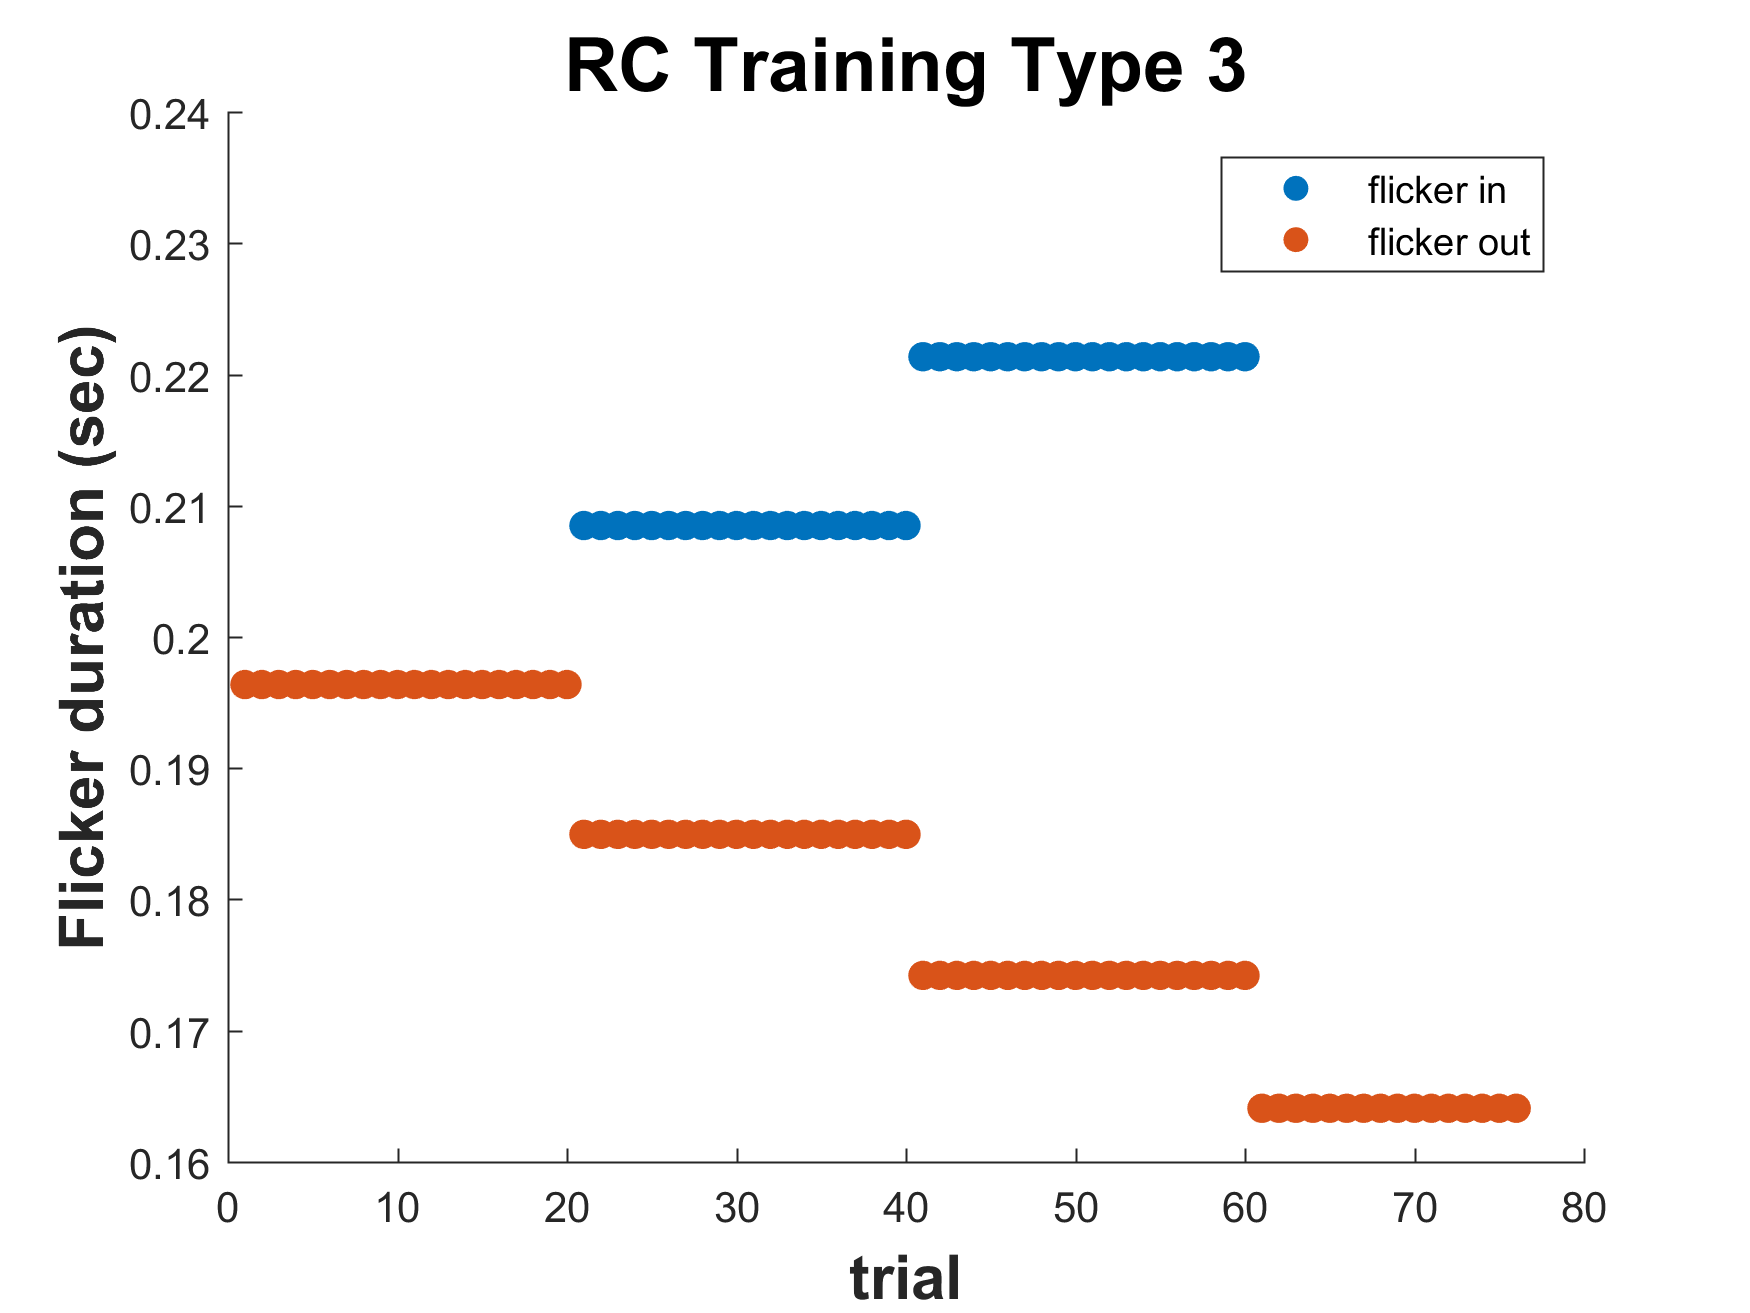 RC Training Type 3
flicker in
flicker out
Flicker duration (sec)
0.24
0.23
0.22
0.21
0.2
0.19
0.18
0.17
0.16
0 10 20 30 40 50 60 70 80
trial